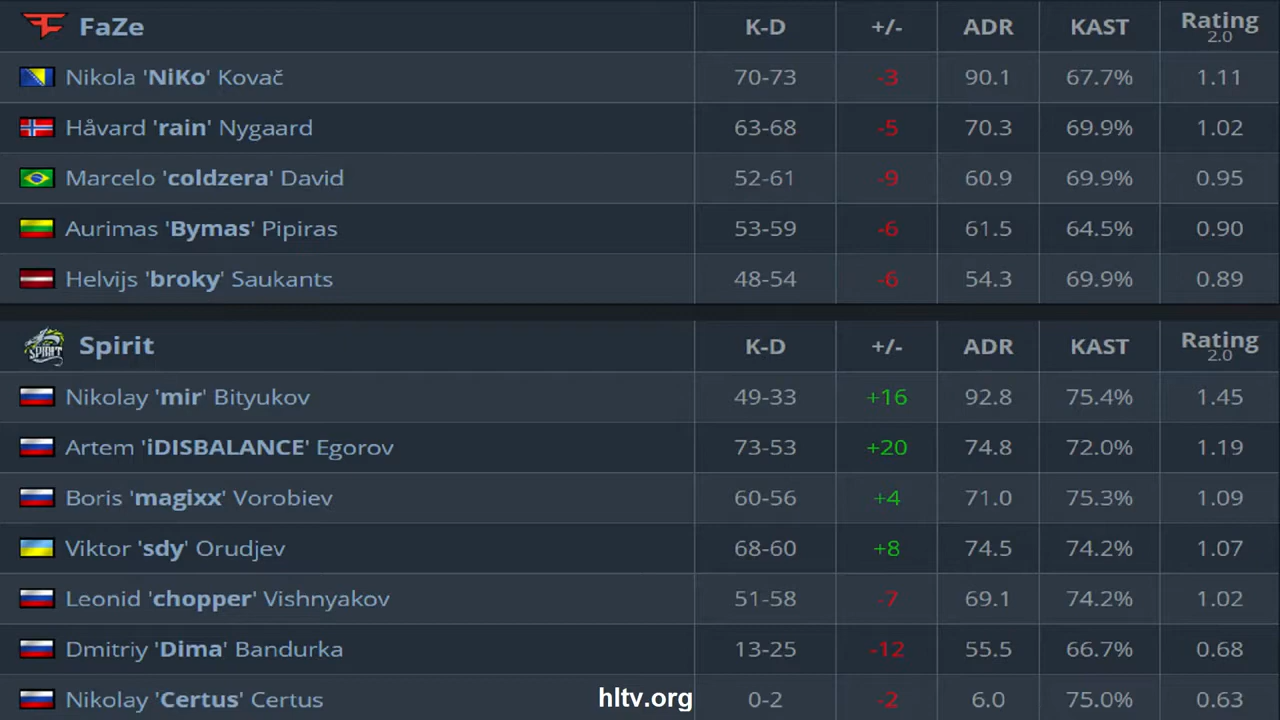 FaZe K-D +/- ADR KAST Rating 2.0
Nikola 'NiKo' Kovač 70-73 -3 90.1 67.7% 1.11
Håvard 'rain' Nygaard 63-68 -5 70.3 69.9% 1.02
Marcelo 'coldzera' David 52-61 -9 60.9 69.9% 0.95
Aurimas 'Bymas' Pipiras 53-59 -6 61.5 64.5% 0.90
Helvijs 'broky' Saukants 48-54 -6 54.3 69.9% 0.89
SPIRIT Spirit K-D +/- ADR KAST Rating 2.0
Nikolay 'mir' Bityukov 49-33 +16 92.8 75.4% 1.45
Artem 'iDISBALANCE' Egorov 73-53 +20 74.8 72.0% 1.19
Boris 'magixx' Vorobiev 60-56 +4 71.0 75.3% 1.09
Viktor 'sdy' Orudjev 68-60 +8 74.5 74.2% 1.07
Leonid 'chopper' Vishnyakov 51-58 -7 69.1 74.2% 1.02
Dmitriy 'Dima' Bandurka 13-25 -12 55.5 66.7% 0.68
Nikolay 'Certus' Certus hltv.org 0-2 -2 6.0 75.0% 0.63